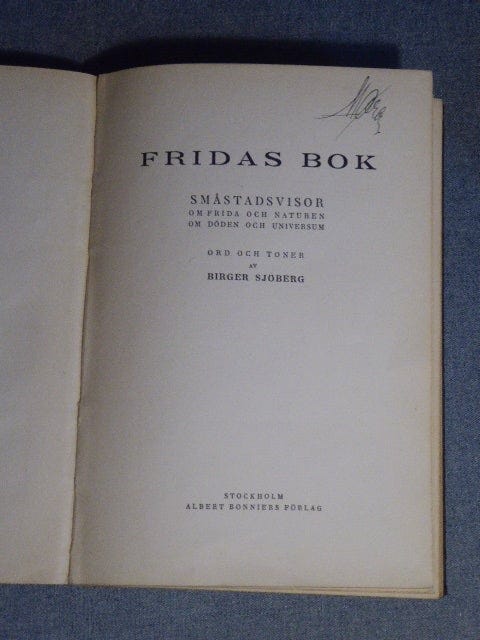 FRIDAS BOK
SMÅSTADSVISOR
OM FRIDA OCH NATUREN
OM DÖDEN OCH UNIVERSUM
ORD OCH TONER
AV
BIRGER SJÖBERG
STOCKHOLM
ALBERT BONNIERS FÖRLAG